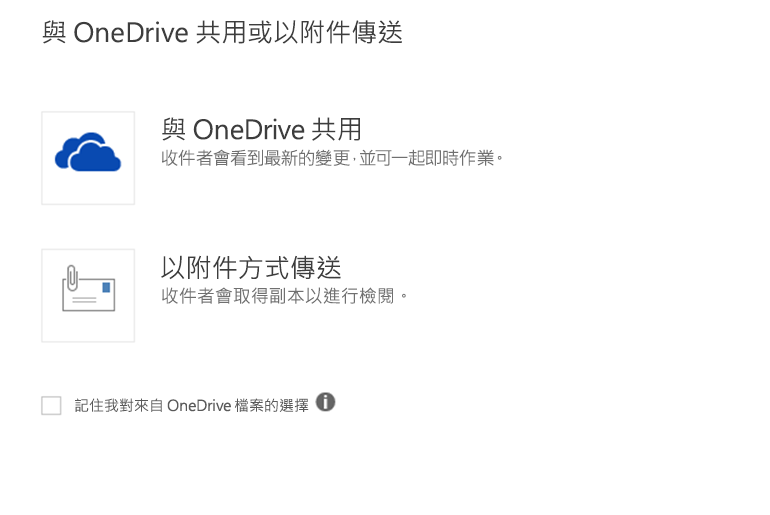 與 OneDrive 共用或以附件傳送
與 OneDrive 共用
收件者會看到最新的變更,並可一起即時作業。
以附件方式傳送
收件者會取得副本以進行檢閱。
記住我對來自 OneDrive 檔案的選擇